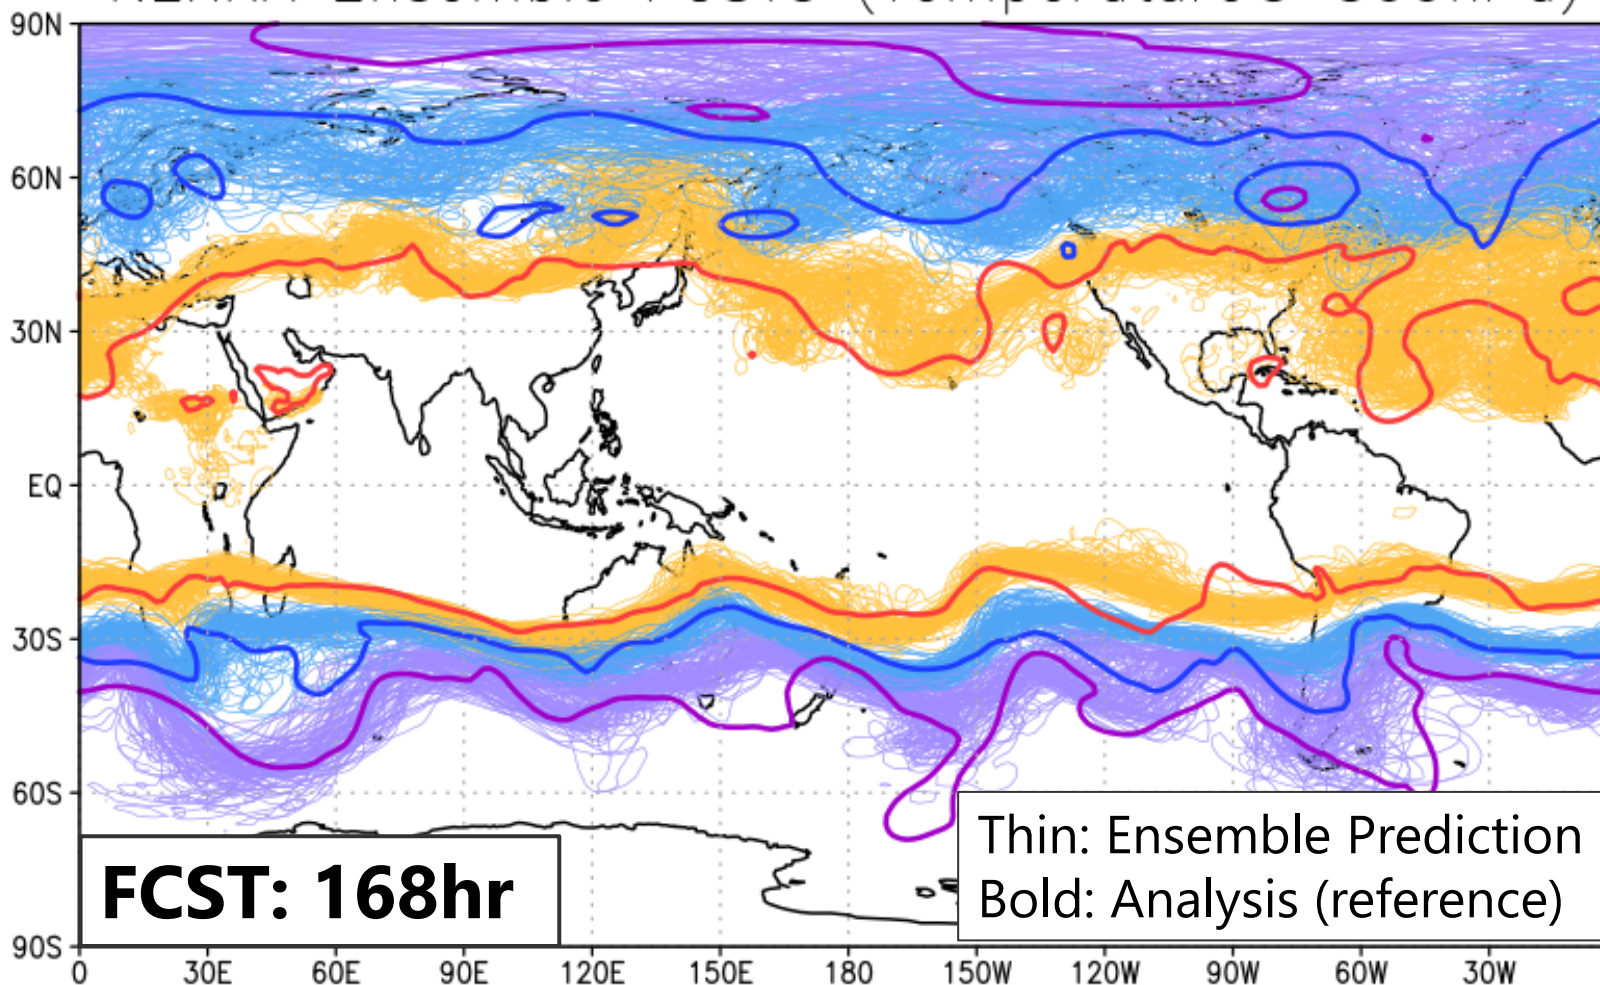 90N
60N
30N
EQ
30S
60S
90S
0 30E 60E 90E 120E 150E 180 150W 120W 90W 60W 30W
FCST: 168hr
Thin: Ensemble Prediction
Bold: Analysis (reference)